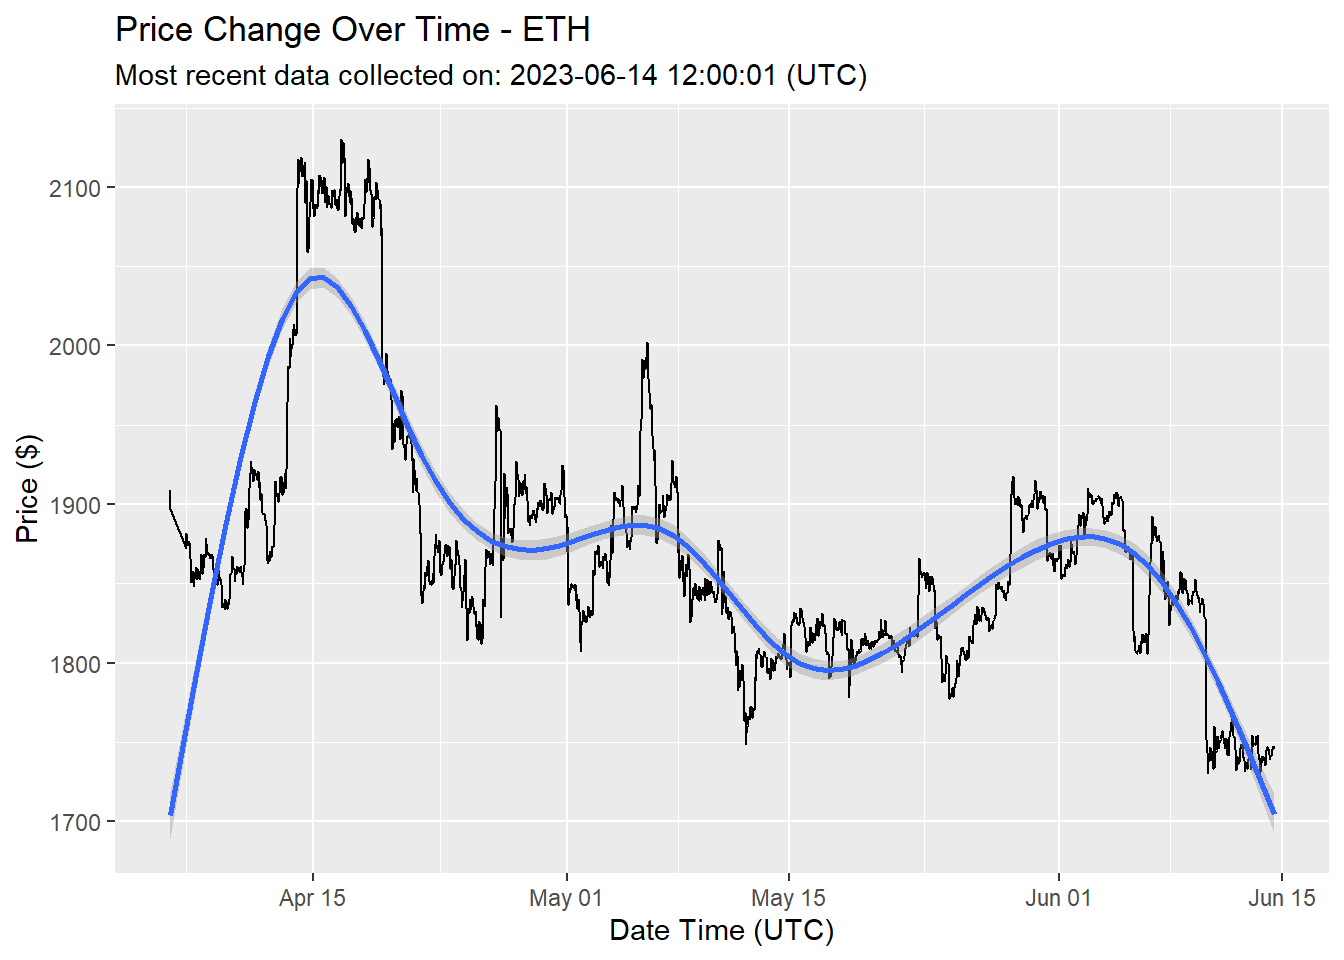 Price Change Over Time - ETH
Most recent data collected on: 2023-06-14 12:00:01 (UTC)
Price ($)
2100
2000
1900
1800
1700
Apr 15 May 01 May 15 Jun 01 Jun 15
Date Time (UTC)